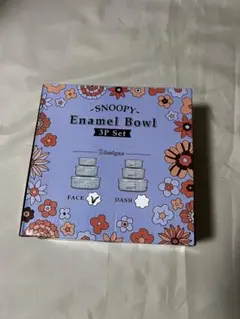 -SNOOPY-
Enamel Bowl
3P Set
2designs
FACE DASH